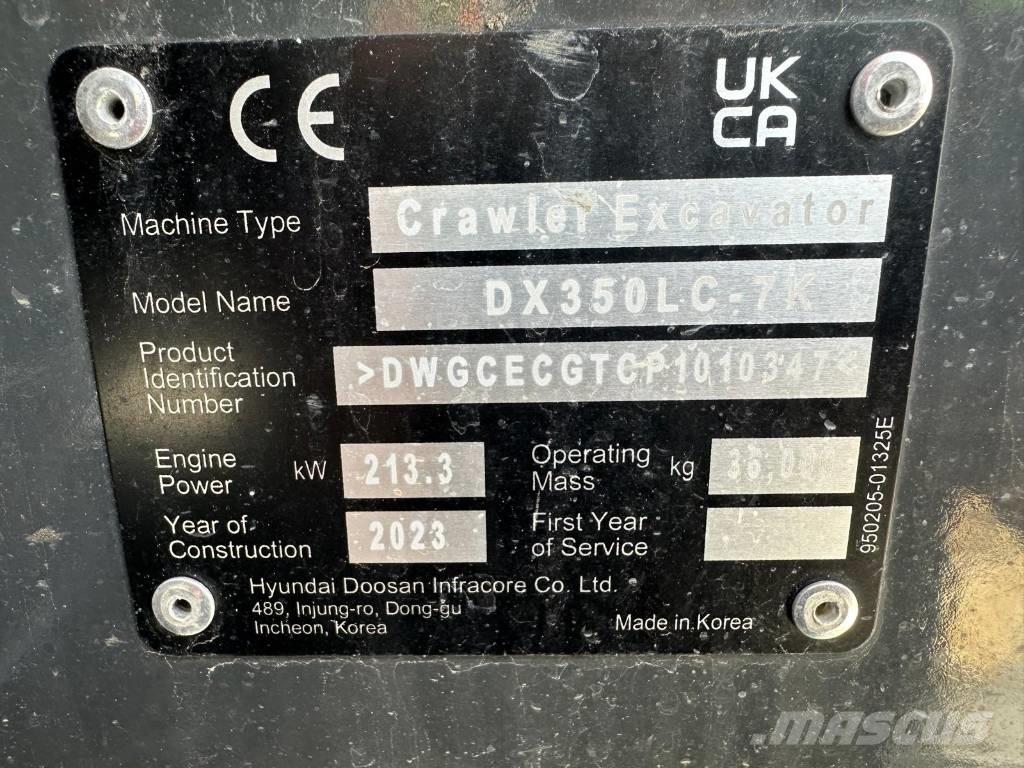 CE
UK
CA
Machine Type Crawler Excavator
Model Name DX350LC-7K
Product
Identification
Number
>DWGCECGTCP1010347<
Engine
Power
kW 213.3
Operating
Mass
kg
Year of
Construction
2023
First Year
of Service
950205-01325E
Hyundai Doosan Infracore Co. Ltd.
489, Injung-ro, Dong-gu
Incheon, Korea
Made in Korea
MASCUS